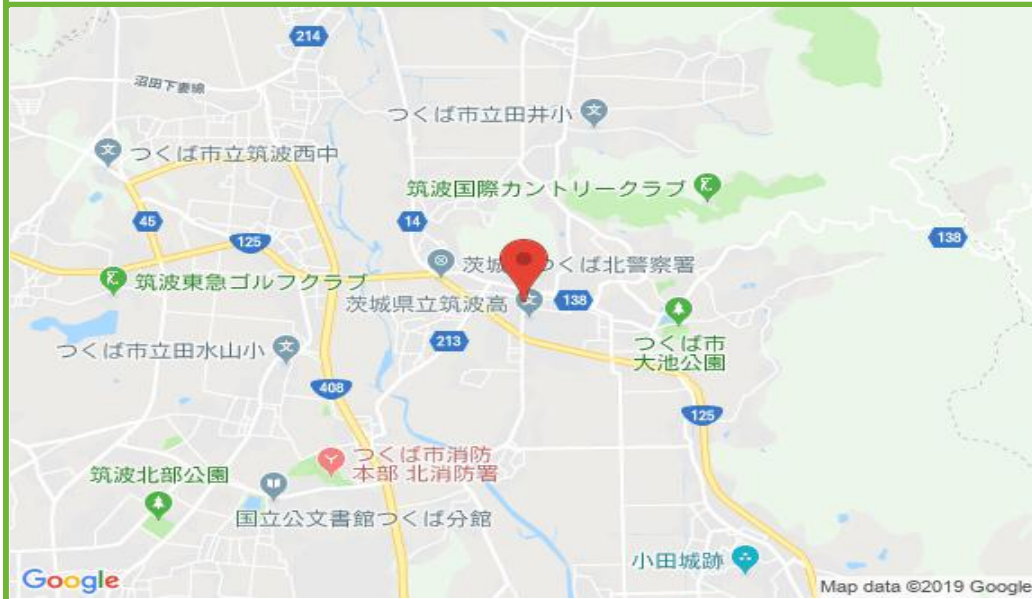 214
沼田下妻線
つくば市立田井小
つくば市立筑波西中
筑波国際カントリークラブ
45
14
125
138
茨城
つくば北警察署
筑波東急ゴルフクラブ
茨城県立筑波高
138
つくば市立田水山小
213
つくば市
大池公園
408
125
つくば市消防
本部 北消防署
筑波北部公園
国立公文書館つくば分館
小田城跡
Google
Map data ©2019 Google